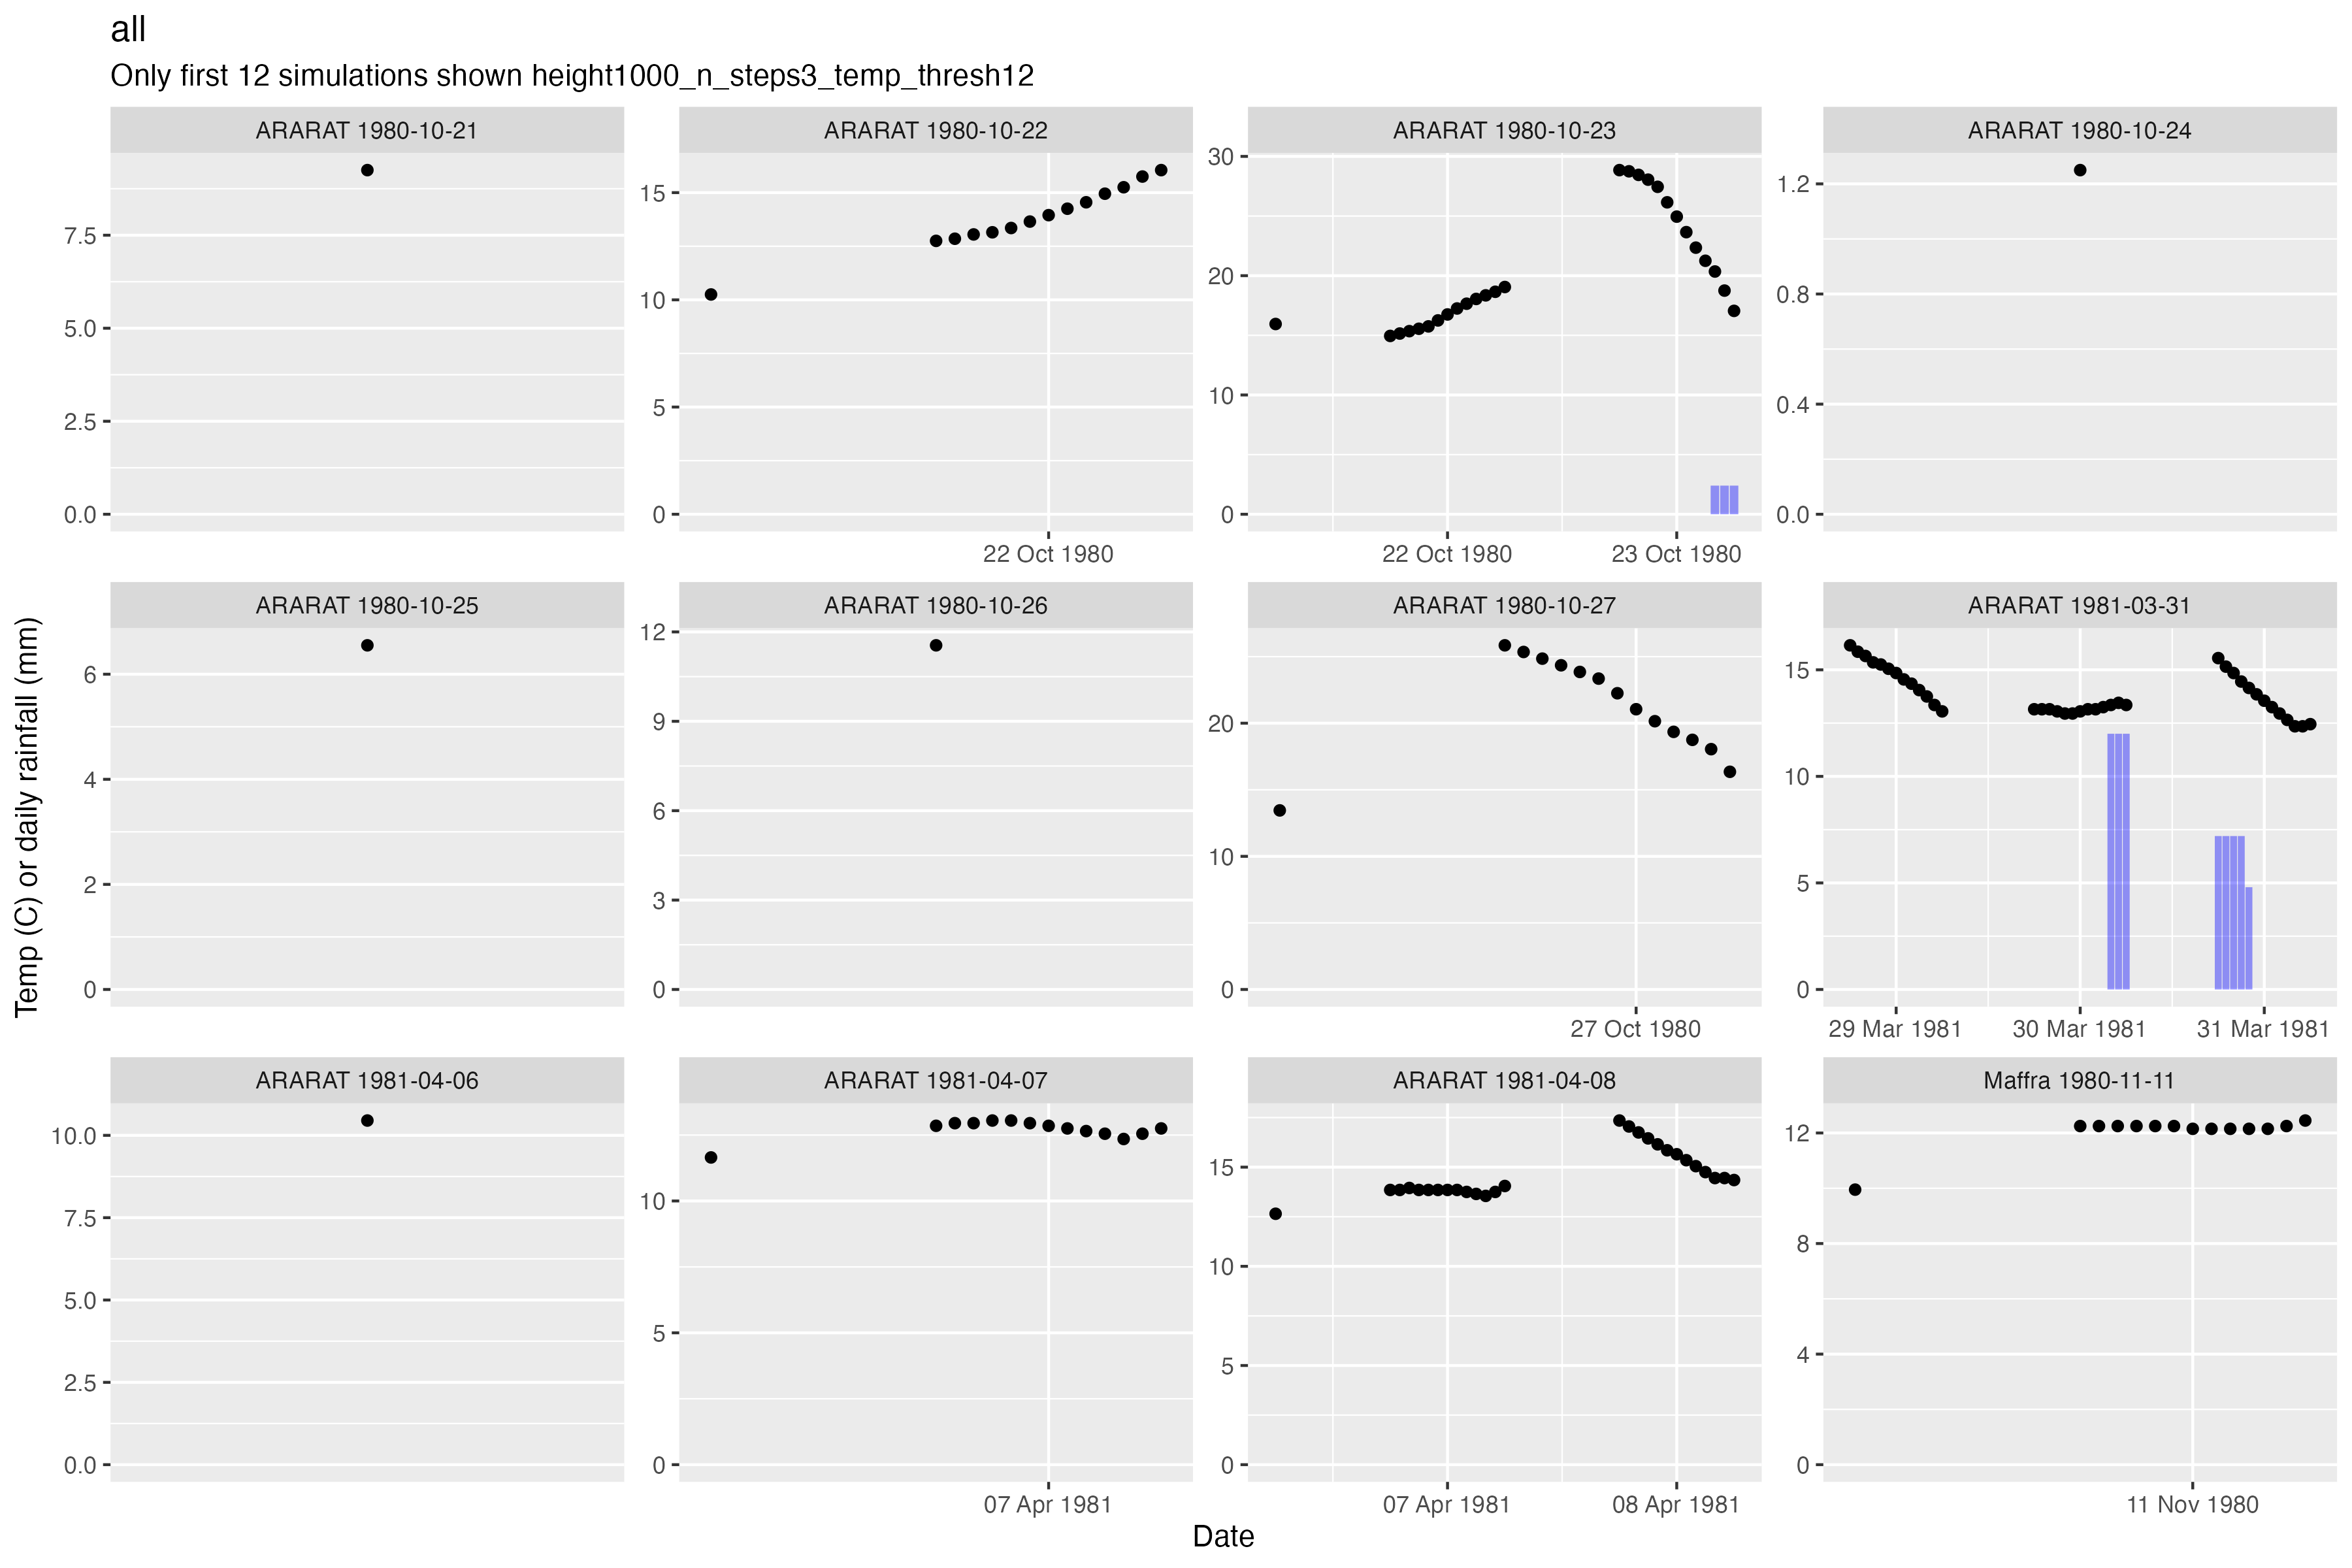 all
Only first 12 simulations shown height1000_n_steps3_temp_thresh12
Temp (C) or daily rainfall (mm)
ARARAT 1980-10-21
7.5
5.0
2.5
0.0
ARARAT 1980-10-22
15
10
5
0
22 Oct 1980
ARARAT 1980-10-23
30
20
10
0
22 Oct 1980
23 Oct 1980
ARARAT 1980-10-24
1.2
0.8
0.4
0.0
ARARAT 1980-10-25
6
4
2
0
ARARAT 1980-10-26
12
9
6
3
0
ARARAT 1980-10-27
20
10
0
27 Oct 1980
ARARAT 1981-03-31
15
10
5
0
29 Mar 1981
30 Mar 1981
31 Mar 1981
ARARAT 1981-04-06
10.0
7.5
5.0
2.5
0.0
ARARAT 1981-04-07
10
5
0
07 Apr 1981
ARARAT 1981-04-08
15
10
5
0
07 Apr 1981
08 Apr 1981
Maffra 1980-11-11
12
8
4
0
11 Nov 1980
Date